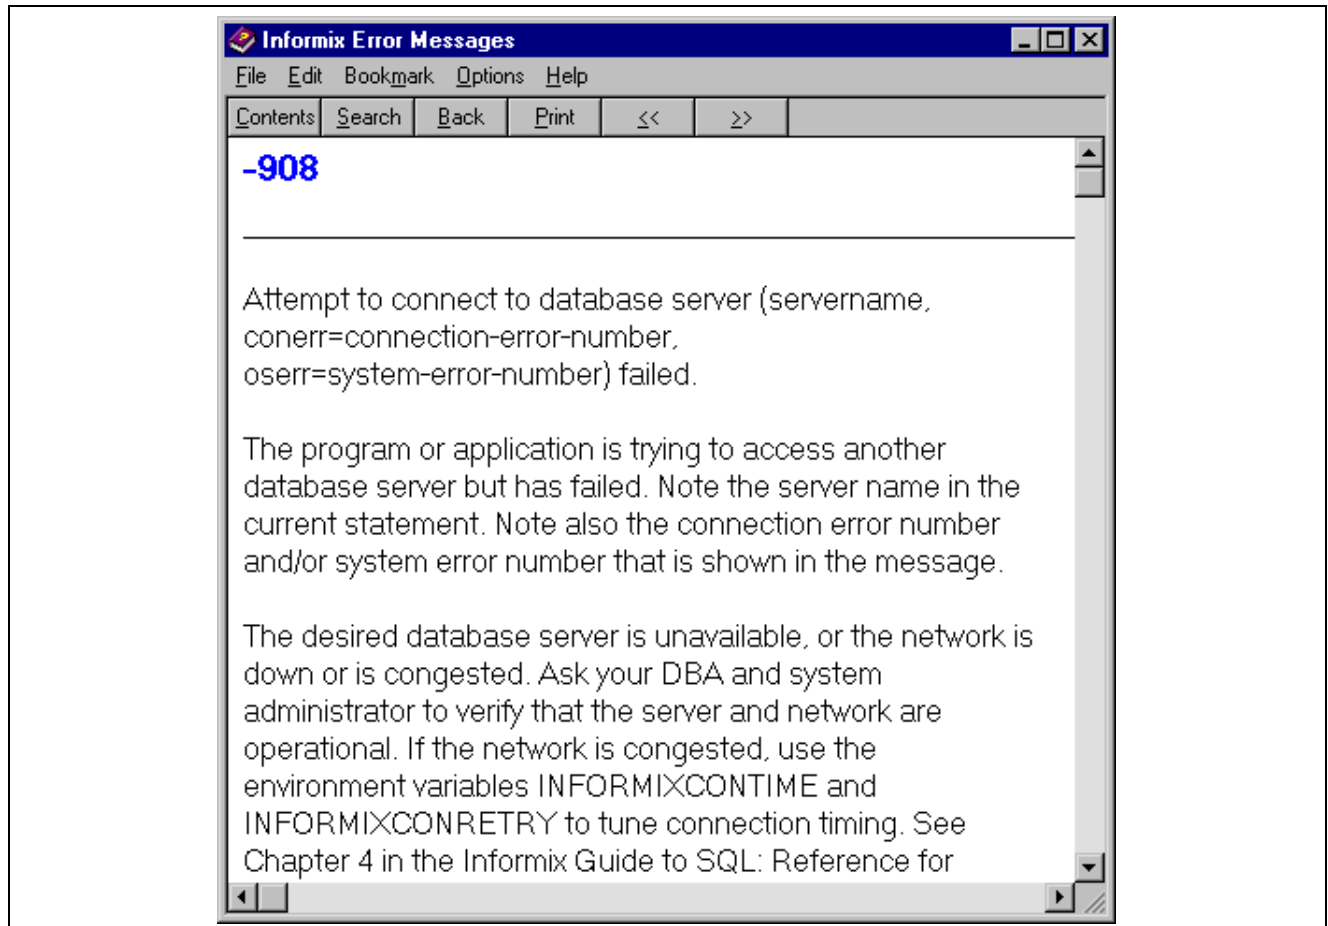 Informix Error Messages
File Edit Bookmark Options Help
Contents Search Back Print << >>
-908
Attempt to connect to database server (servername,
conerr=connection-error-number,
oserr=system-error-number) failed.
The program or application is trying to access another
database server but has failed. Note the server name in the
current statement. Note also the connection error number
and/or system error number that is shown in the message.
The desired database server is unavailable, or the network is
down or is congested. Ask your DBA and system
administrator to verify that the server and network are
operational. If the network is congested, use the
environment variables INFORMIXCONTIME and
INFORMIXCONRETRY to tune connection timing. See
Chapter 4 in the Informix Guide to SQL: Reference for